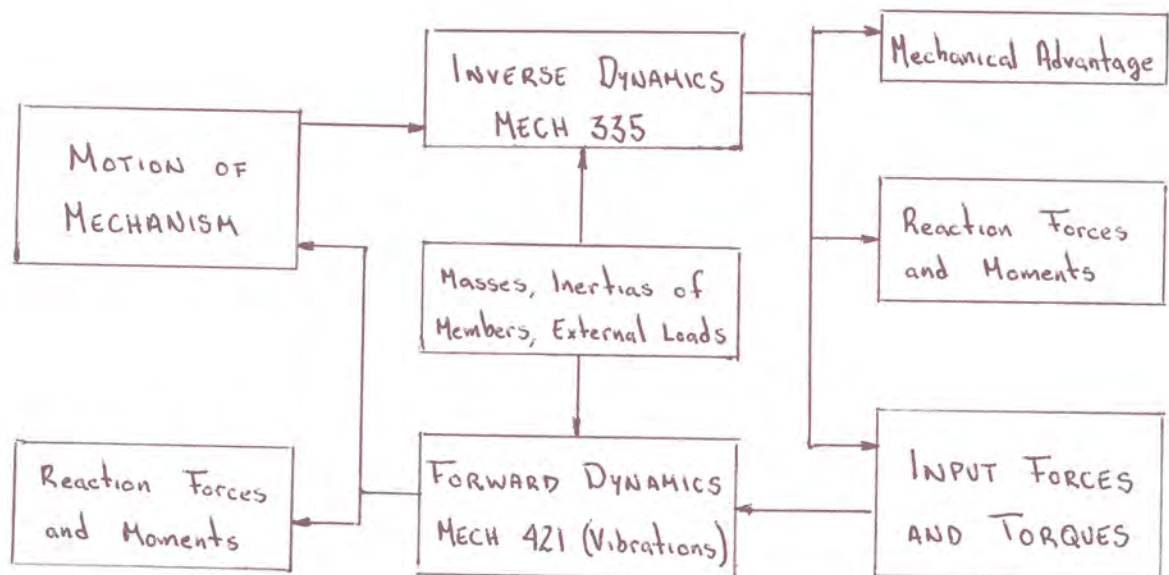 INVERSE DYNAMICS
MECH 335
Mechanical Advantage
MOTION OF
MECHANISM
Reaction Forces
and Moments
Masses, Inertias of
Members, External Loads
Reaction Forces
and Moments
FORWARD DYNAMICS
MECH 421 (Vibrations)
INPUT FORCES
AND TORQUES